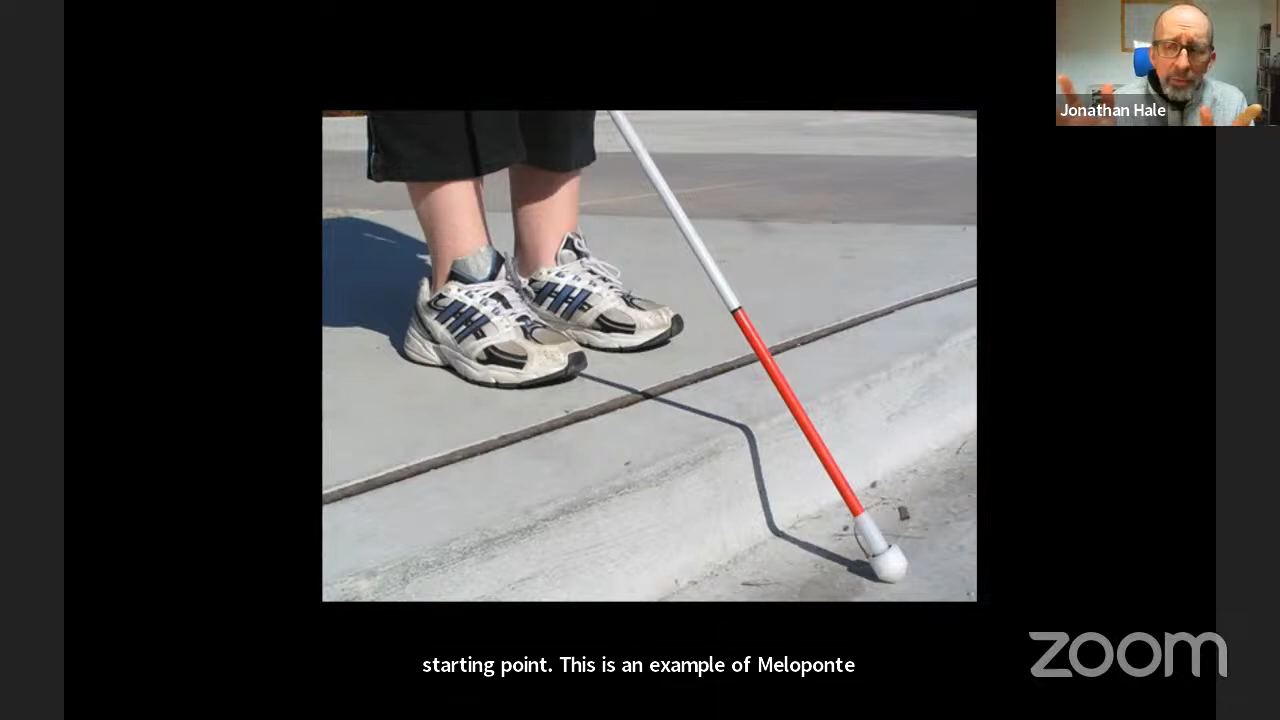 Jonathan Hale
starting point. This is an example of Meloponte
zoom